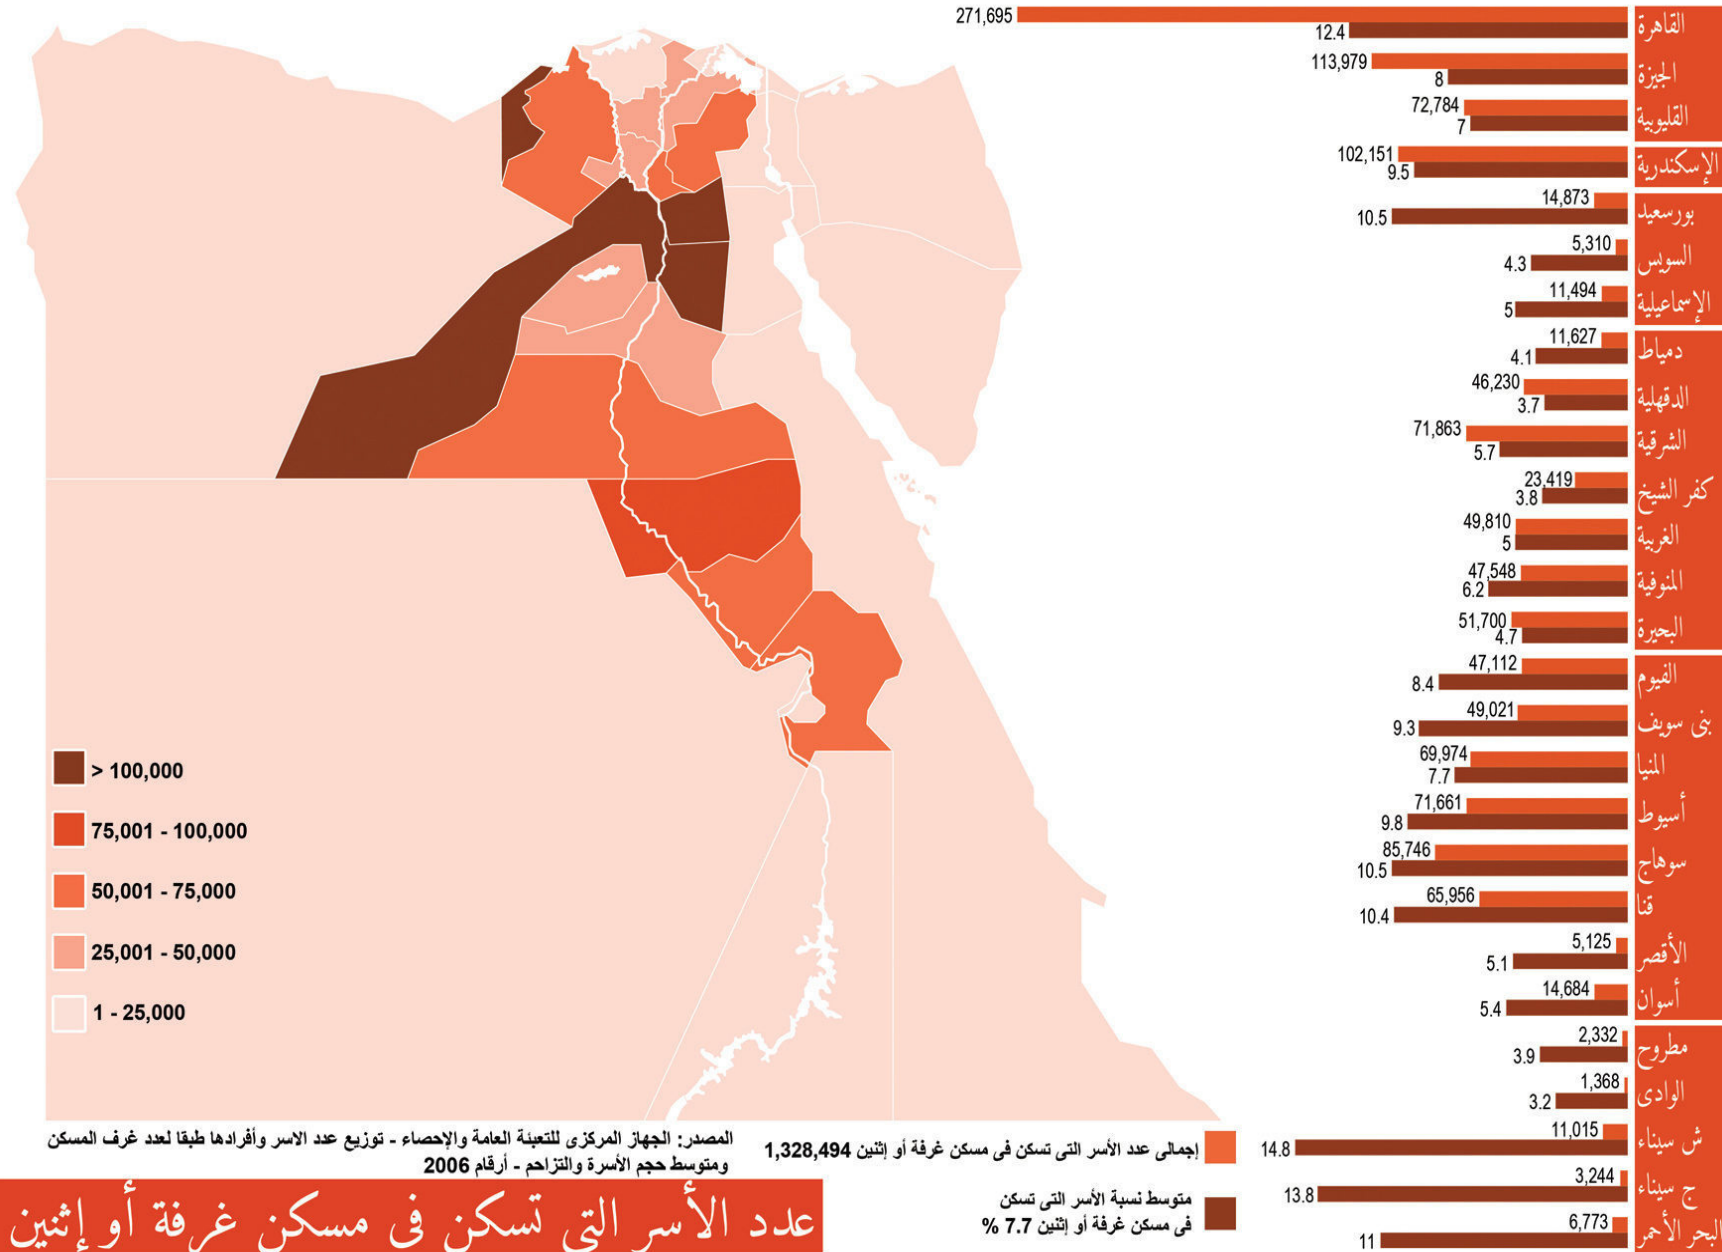 القاهرة
271,695
12.4
الجيزة
113,979
8
القليوبية
72,784
7
الإسكندرية
102,151
9.5
بورسعيد
14,873
10.5
السويس
5,310
4.3
الإسماعيلية
11,494
5
دمياط
11,627
4.1
الدقهلية
46,230
3.7
الشرقية
71,863
5.7
كفر الشيخ
23,419
3.8
الغربية
49,810
5
المنوفية
47,548
6.2
البحيرة
51,700
4.7
الفيوم
47,112
8.4
بنى سويف
49,021
9.3
المنيا
69,974
7.7
أسيوط
71,661
9.8
سوهاج
85,746
10.5
قنا
65,956
10.4
الأقصر
5,125
5.1
أسوان
14,684
5.4
مطروح
2,332
3.9
الوادى
1,368
3.2
ش سيناء
11,015
14.8
ج سيناء
3,244
13.8
البحر الأحمر
6,773
11
> 100,000
75,001 - 100,000
50,001 - 75,000
25,001 - 50,000
1 - 25,000
إجمالى عدد الأسر التى تسكن فى مسكن غرفة أو إثنين 1,328,494
متوسط نسبة الأسر التى تسكن
فى مسكن غرفة أو إثنين 7.7 %
المصدر: الجهاز المركزى للتعبئة العامة والإحصاء - توزيع عدد الاسر وأفرادها طبقا لعدد غرف المسكن
ومتوسط حجم الأسرة والتزاحم - أرقام 2006
عدد الأسر التى تسكن فى مسكن غرفة أو إثنين